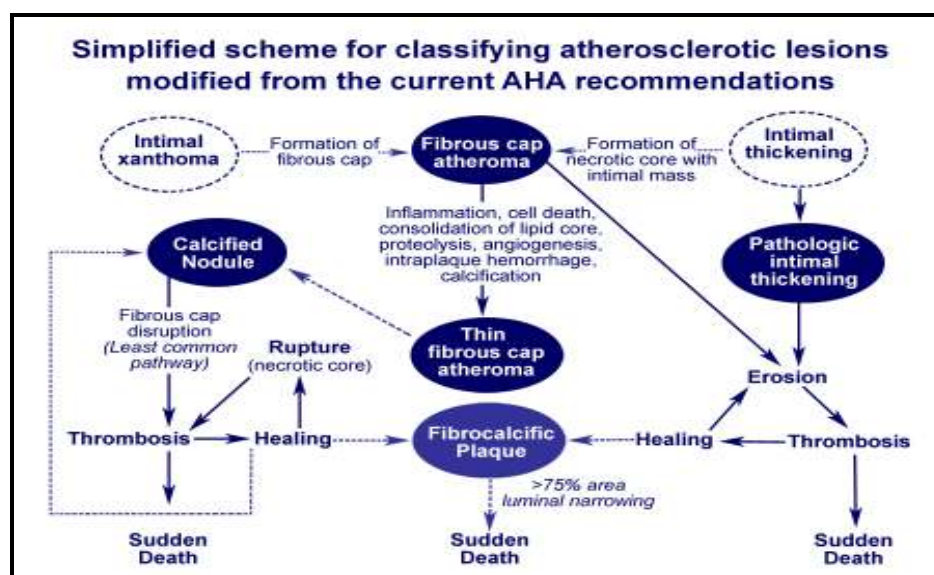 Simplified scheme for classifying atherosclerotic lesions
modified from the current AHA recommendations
Intimal
xanthoma
Formation of
fibrous cap
Fibrous cap
atheroma
Formation of
necrotic core with
intimal mass
Intimal
thickening
Inflammation, cell death,
consolidation of lipid core,
proteolysis, angiogenesis,
intraplaque hemorrhage,
calcification
Calcified
Nodule
Pathologic
intimal
thickening
Fibrous cap
disruption
(Least common
pathway)
Rupture
(necrotic core)
Thin
fibrous cap
atheroma
Erosion
Thrombosis
Healing
Fibrocalcific
Plaque
Healing
Thrombosis
>75% area
luminal narrowing
Sudden
Death
Sudden
Death
Sudden
Death